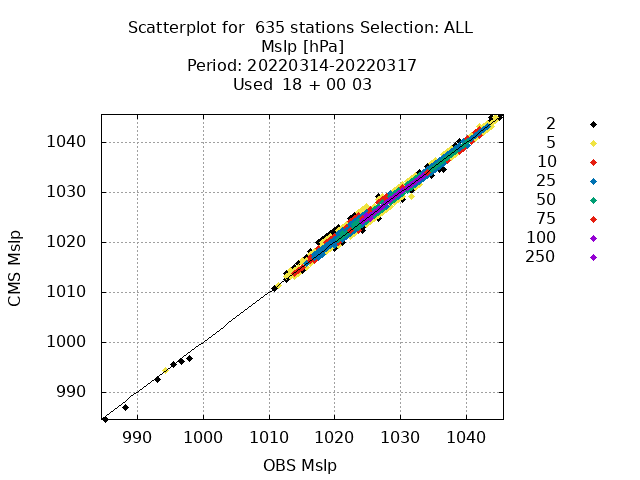 Scatterplot for  635 stations Selection: ALL
Mslp [hPa]
Period: 20220314-20220317
Used  18 + 00 03
2
5
10
25
50
75
100
250
1040
1030
1020
1010
1000
990
CMS Mslp
990 1000 1010 1020 1030 1040
OBS Mslp